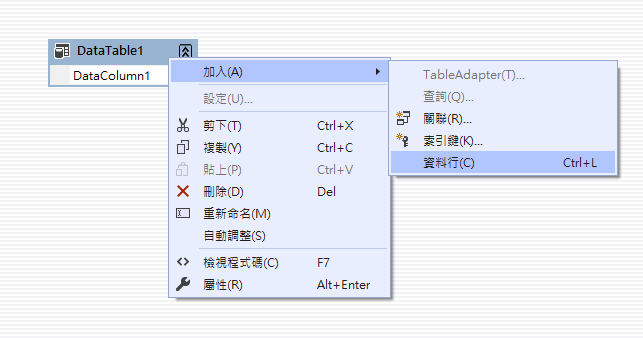 DataTable1
DataColumn1
加入(A)
設定(U)...
剪下(T) Ctrl+X
複製(Y) Ctrl+C
貼上(P) Ctrl+V
刪除(D) Del
重新命名(M)
自動調整(S)
檢視程式碼(C) F7
屬性(R) Alt+Enter
TableAdapter(T)...
查詢(Q)...
關聯(R)...
索引鍵(K)...
資料行(C) Ctrl+L